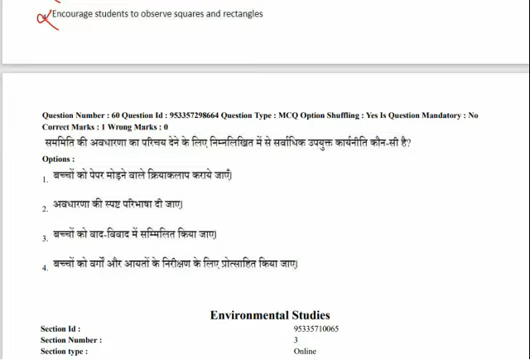 Encourage students to observe squares and rectangles
Question Number : 60 Question Id : 953357298664 Question Type : MCQ Option Shuffling : Yes Is Question Mandatory : No
Correct Marks : 1 Wrong Marks : 0
सममिति की अवधारणा का परिचय देने के लिए निम्नलिखित में से सर्वाधिक उपयुक्त कार्यनीति कौन-सी है?
Options :
1. बच्चों को पेपर मोड़ने वाले क्रियाकलाप कराये जाएँ|
2. अवधारणा की स्पष्ट परिभाषा दी जाए|
3. बच्चों को वाद-विवाद में सम्मिलित किया जाए|
4. बच्चों को वर्गों और आयतों के निरीक्षण के लिए प्रोत्साहित किया जाए|
Environmental Studies
Section Id : 95335710065
Section Number : 3
Section type : Online